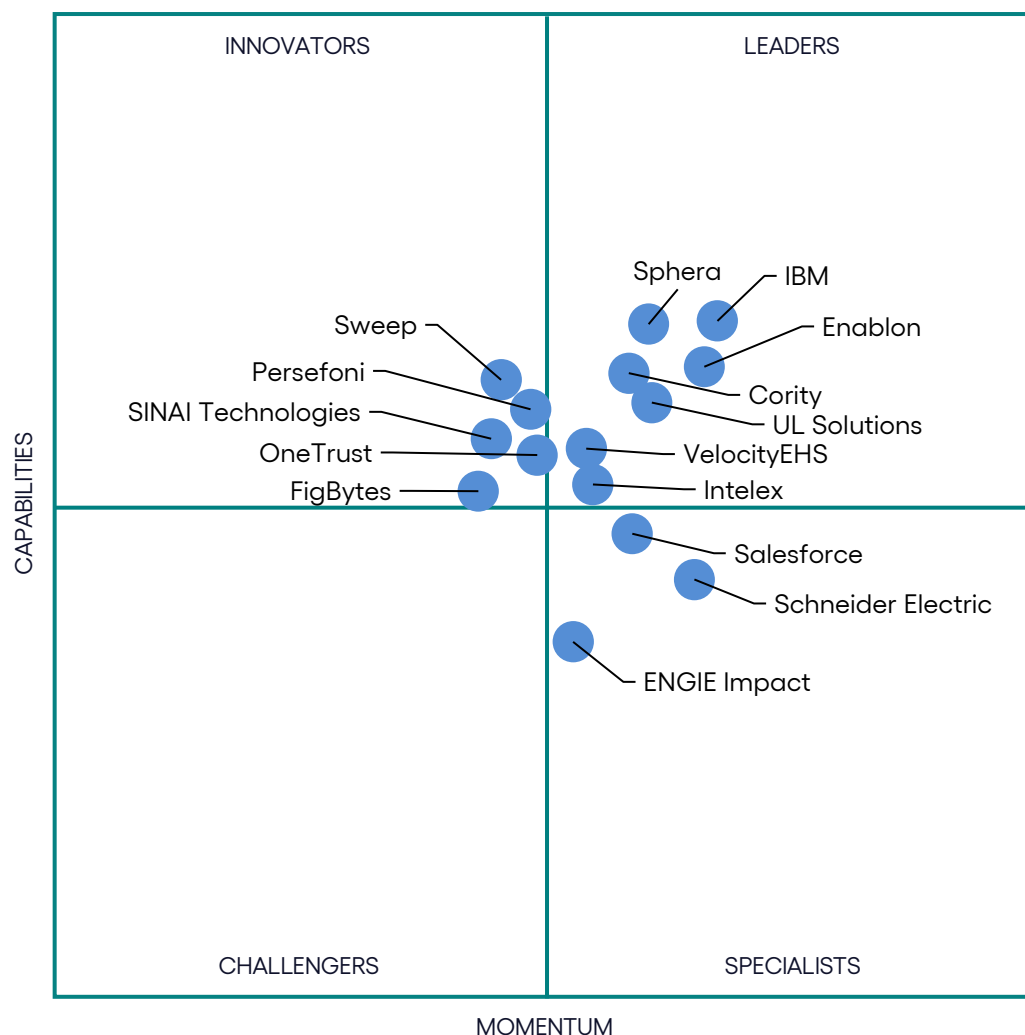 INNOVATORS
LEADERS
Sphera
IBM
Sweep
Enablon
Persefoni
Cority
SINAI Technologies
UL Solutions
OneTrust
VelocityEHS
FigBytes
Intelex
CAPABILITIES
Salesforce
Schneider Electric
ENGIE Impact
CHALLENGERS
SPECIALISTS
MOMENTUM